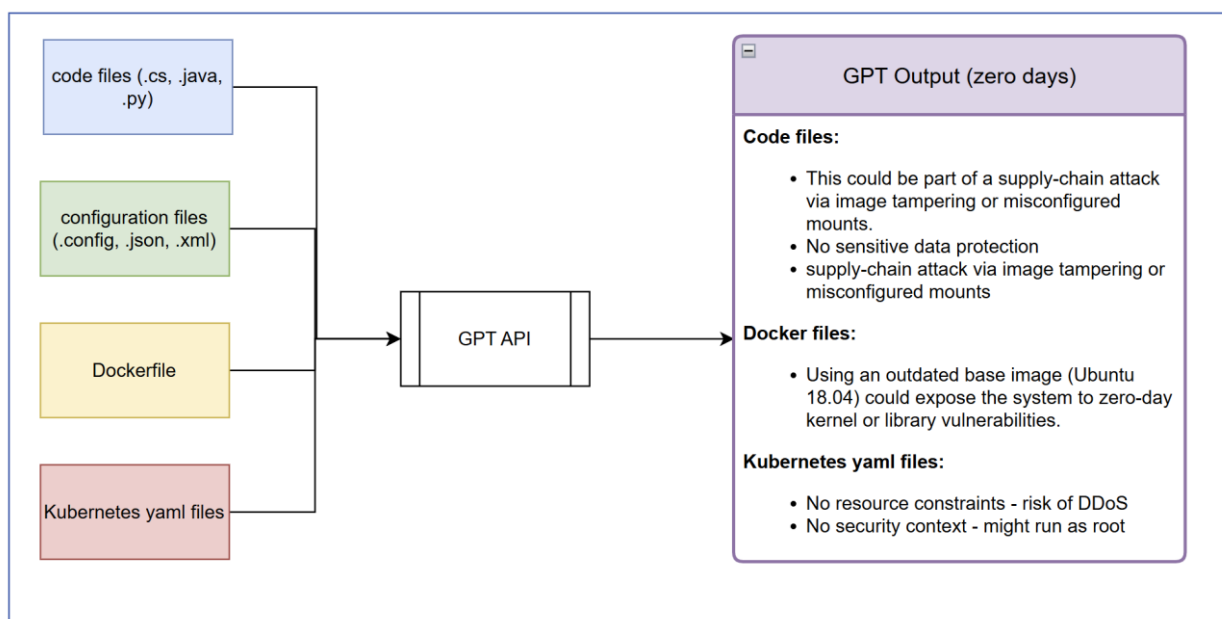 code files (.cs, .java,
.py)
configuration files
(.config, .json, .xml)
Dockerfile
Kubernetes yaml files
GPT API
GPT Output (zero days)
Code files:
• This could be part of a supply-chain attack
via image tampering or misconfigured
mounts.
• No sensitive data protection
• supply-chain attack via image tampering or
misconfigured mounts
Docker files:
• Using an outdated base image (Ubuntu
18.04) could expose the system to zero-day
kernel or library vulnerabilities.
Kubernetes yaml files:
• No resource constraints - risk of DDoS
• No security context - might run as root